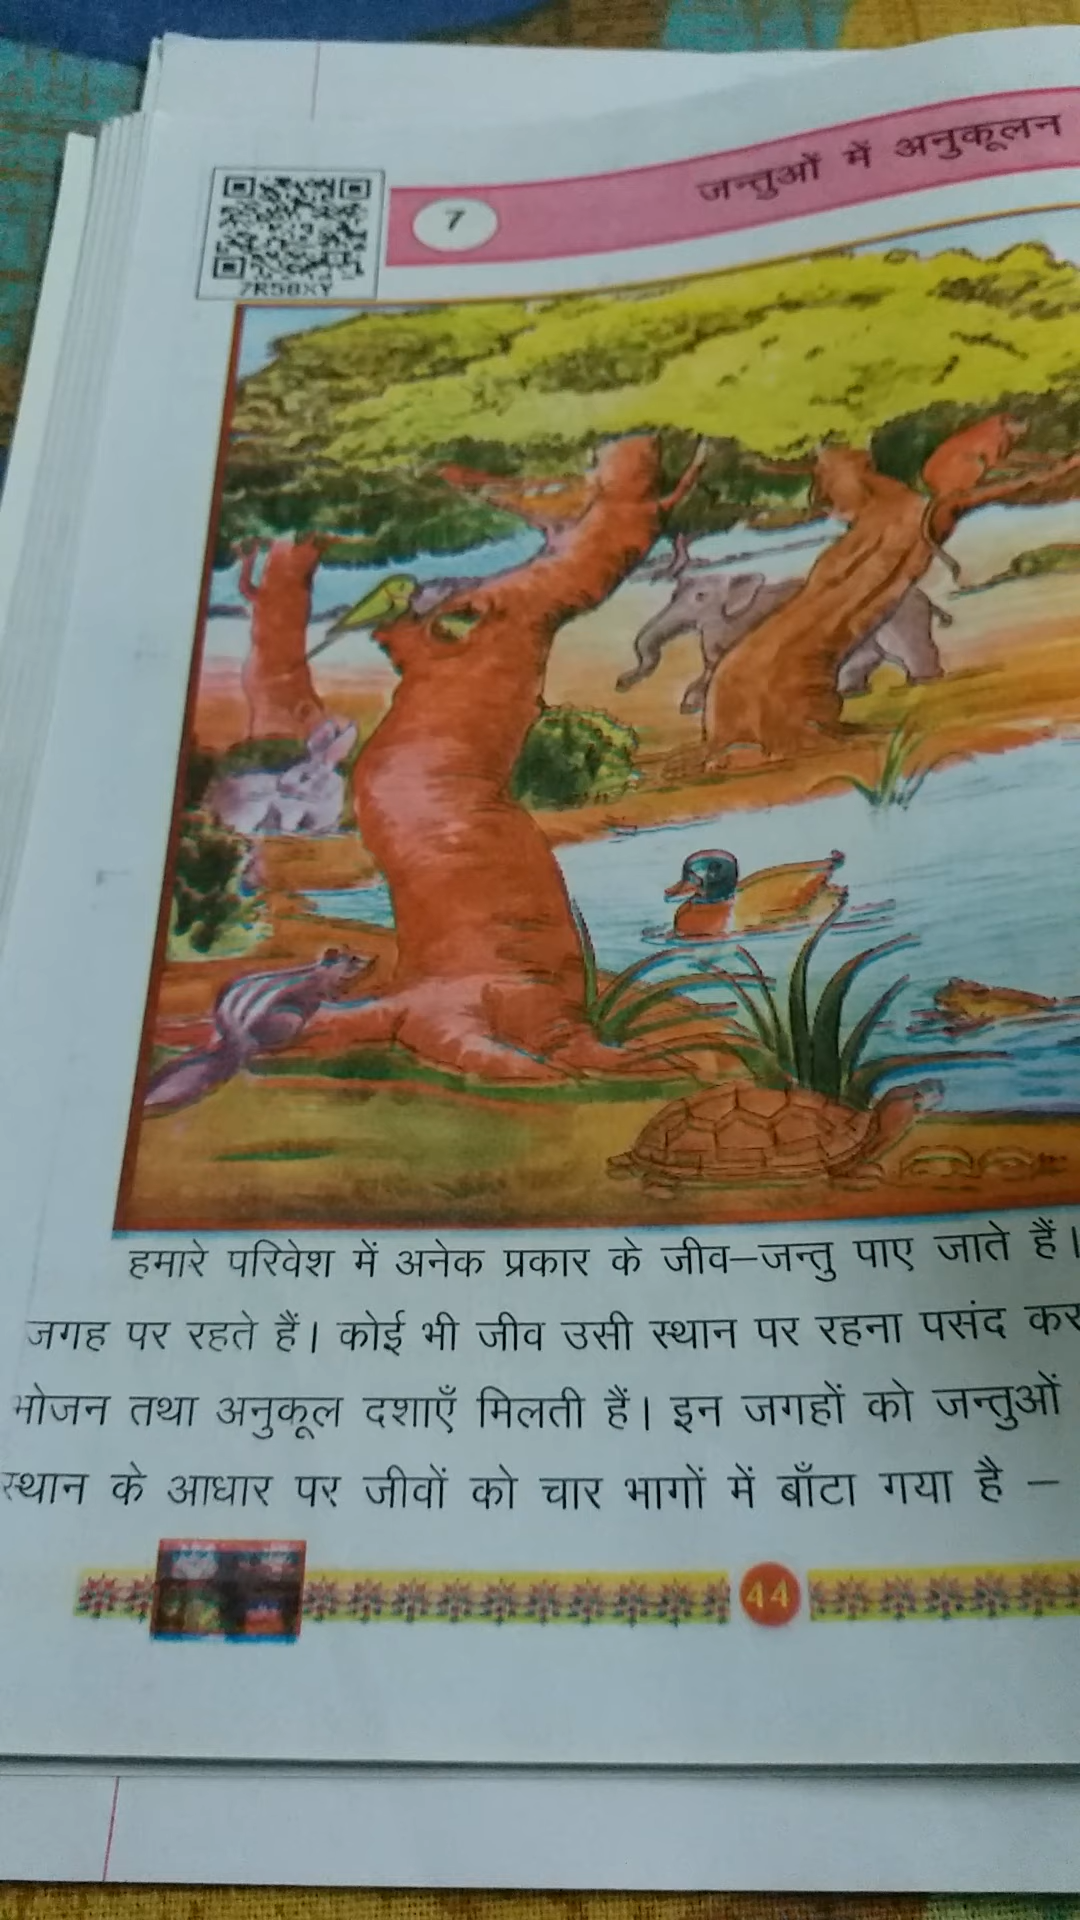 जन्तुओं में अनुकूलन
7
7R58XY
हमारे परिवेश में अनेक प्रकार के जीव–जन्तु पाए जाते हैं।
जगह पर रहते हैं। कोई भी जीव उसी स्थान पर रहना पसंद कर
भोजन तथा अनुकूल दशाएँ मिलती हैं। इन जगहों को जन्तुओं
स्थान के आधार पर जीवों को चार भागों में बाँटा गया है –
44